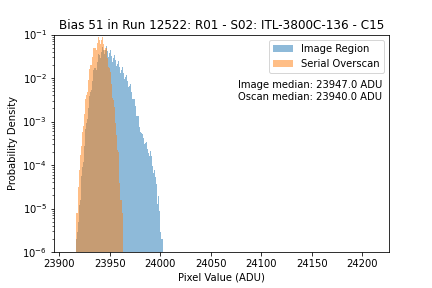 Bias 51 in Run 12522: R01 - S02: ITL-3800C-136 - C15
Image Region
Serial Overscan
Image median: 23947.0 ADU
Oscan median: 23940.0 ADU
Probability Density
10⁻¹
10⁻²
10⁻³
10⁻⁴
10⁻⁵
10⁻⁶
23900 23950 24000 24050 24100 24150 24200
Pixel Value (ADU)